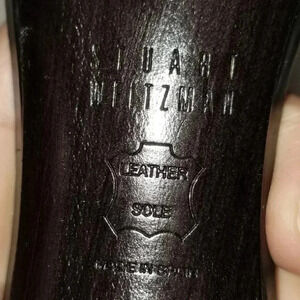 STUART
WEITZMAN
LEATHER
SOLE
MADE IN SPAIN